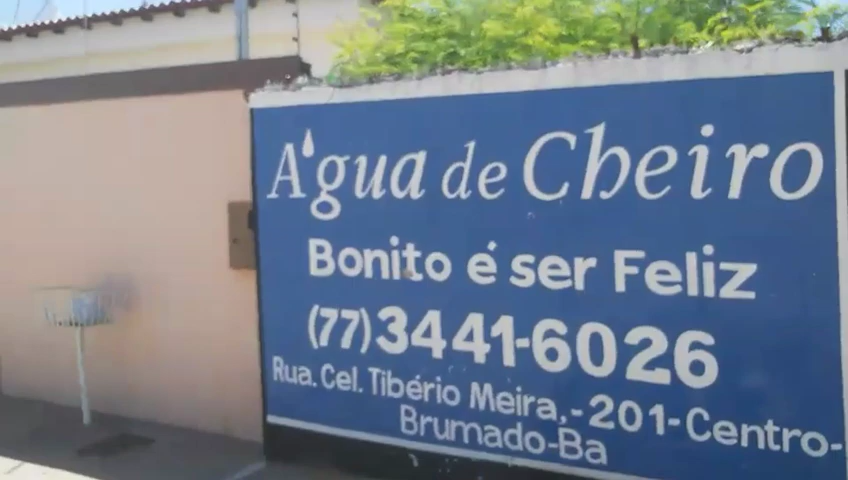 Água de Cheiro
Bonito é ser Feliz
(77)3441-6026
Rua. Cel. Tibério Meira,-201-Centro-
Brumado-Ba